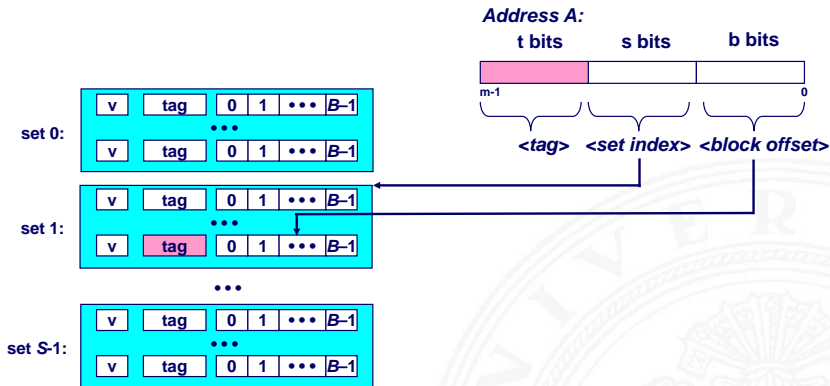 Address A:
t bits s bits b bits
m-1 0
<tag> <set index> <block offset>
set 0:
v tag 0 1 ••• B–1
•••
v tag 0 1 ••• B–1
set 1:
v tag 0 1 ••• B–1
•••
v tag 0 1 ••• B–1
•••
set S-1:
v tag 0 1 ••• B–1
•••
v tag 0 1 ••• B–1
I V E R